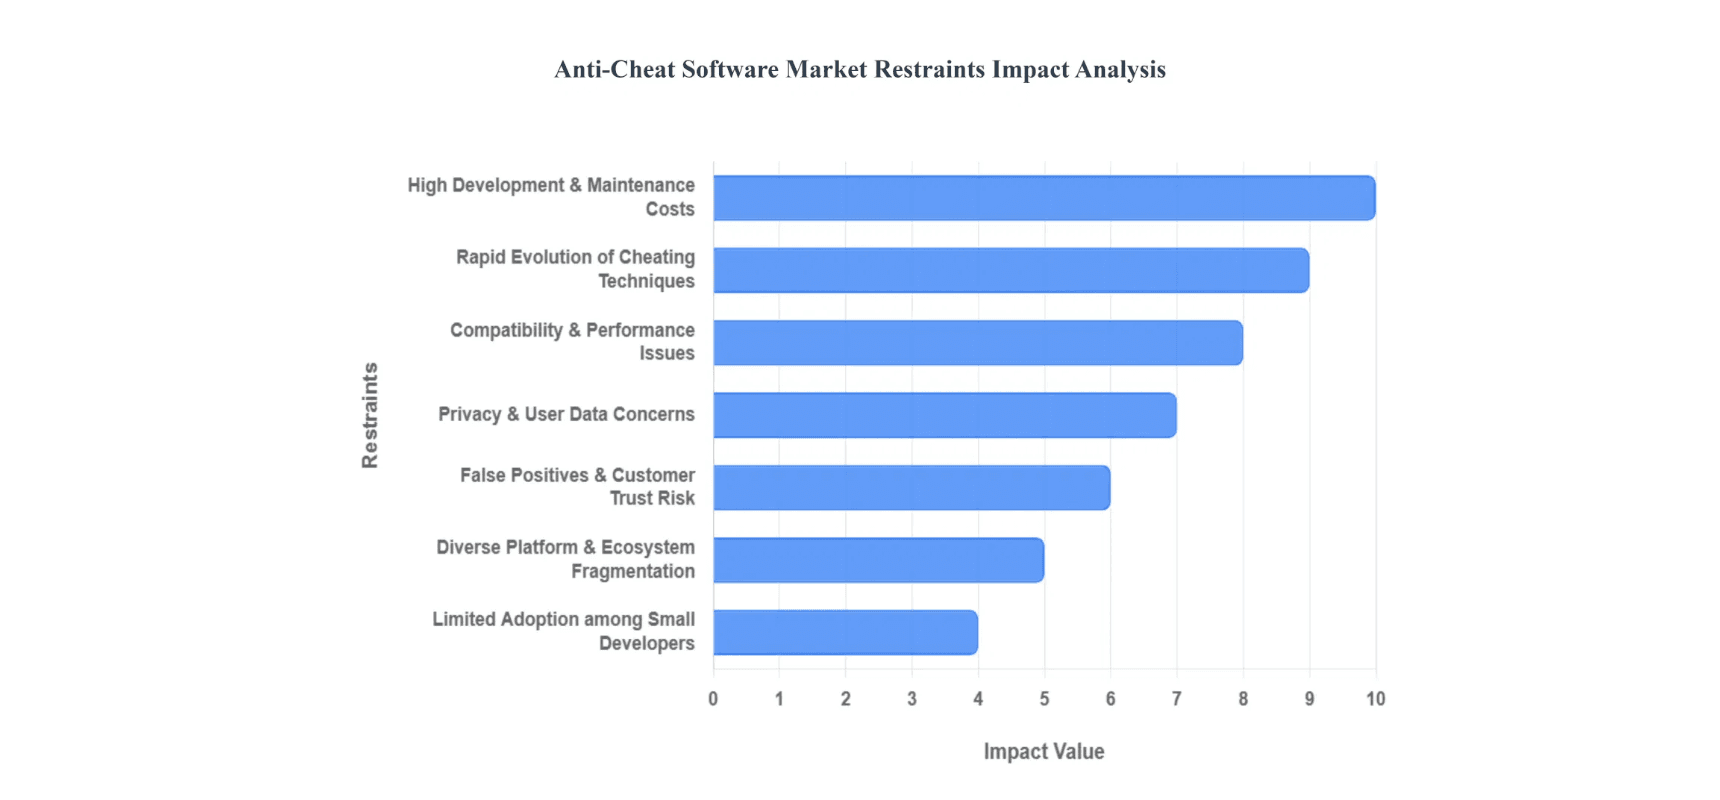 Anti-Cheat Software Market Restraints Impact Analysis
Restraints
High Development & Maintenance
Costs
Rapid Evolution of Cheating
Techniques
Compatibility & Performance
Issues
Privacy & User Data Concerns
False Positives & Customer
Trust Risk
Diverse Platform & Ecosystem
Fragmentation
Limited Adoption among Small
Developers
0 1 2 3 4 5 6 7 8 9 10
Impact Value